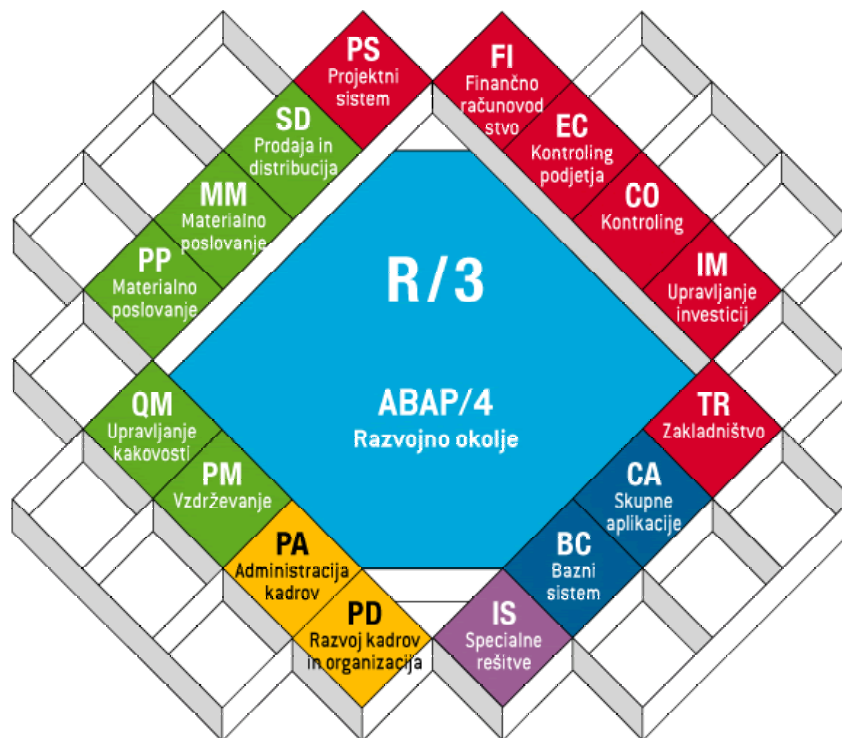 PS
Projektni
sistem
FI
Finančno
računovod
stvo
SD
Prodaja in
distribucija
EC
Kontroling
podjetja
MM
Materialno
poslovanje
CO
Kontroling
PP
Materialno
poslovanje
IM
Upravljanje
investicij
R/3
ABAP/4
Razvojno okolje
QM
Upravljanje
kakovosti
TR
Zakladništvo
PM
Vzdrževanje
CA
Skupne
aplikacije
PA
Administracija
kadrov
BC
Bazni
sistem
PD
Razvoj kadrov
in organizacija
IS
Specialne
rešitve